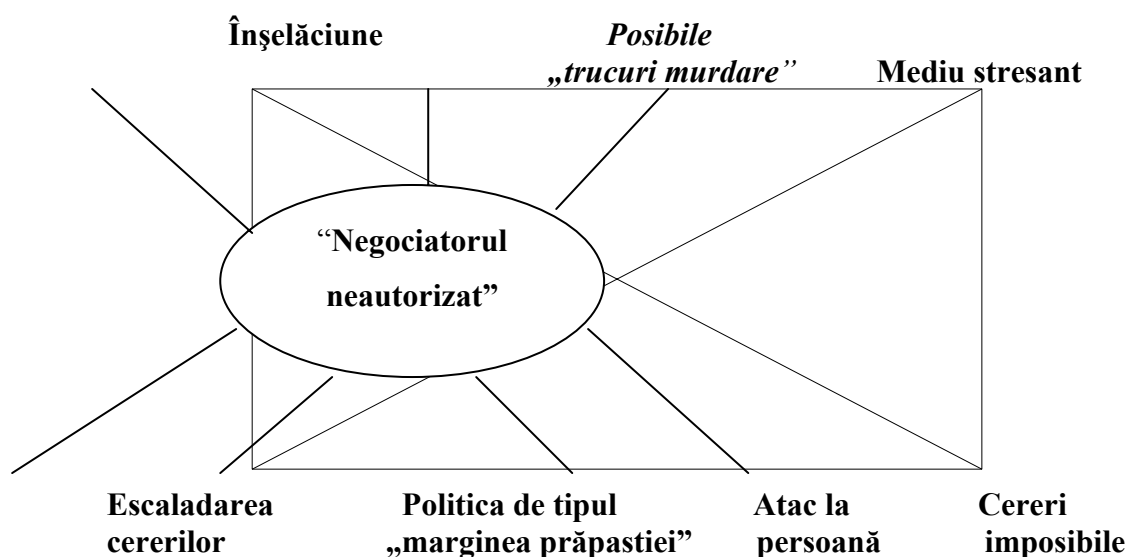 Înşelăciune
Posibile
„trucuri murdare”
Mediu stresant
“Negociatorul
neautorizat”
Escaladarea
cererilor
Politica de tipul
„marginea prăpastiei”
Atac la
persoană
Cereri
imposibile